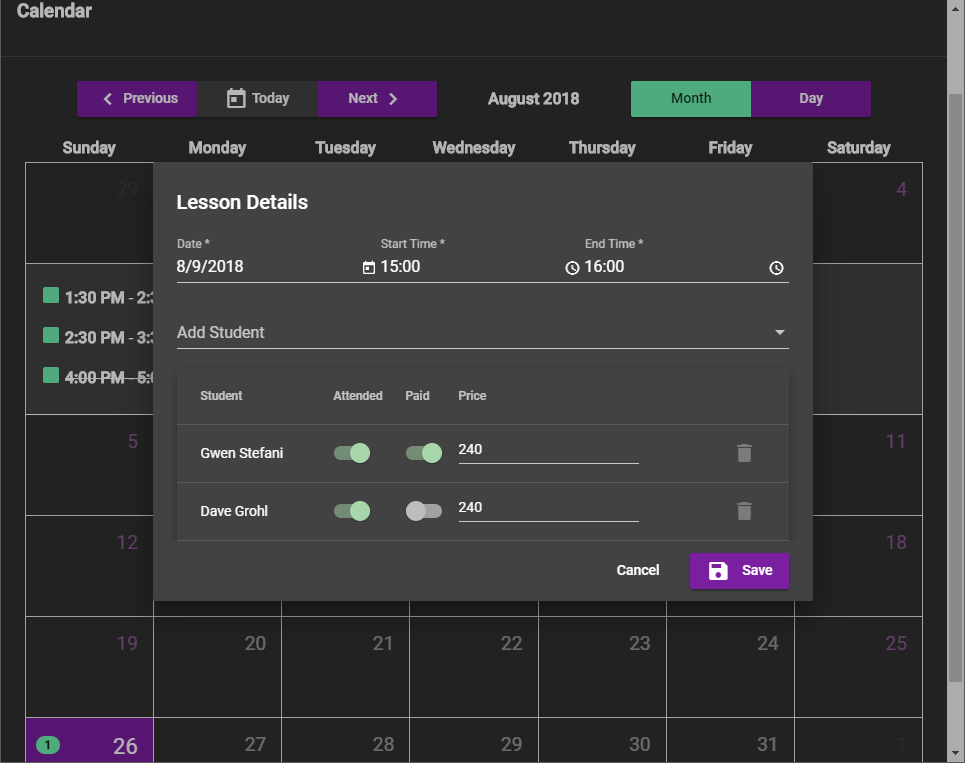 Calendar
Previous Today Next August 2018 Month Day
Sunday Monday Tuesday Wednesday Thursday Friday Saturday
29 4
Lesson Details
Date * Start Time * End Time *
8/9/2018 15:00 16:00
1:30 PM - 2:3
Add Student
2:30 PM - 3:3
4:00 PM - 5:0
Student Attended Paid Price
5 11
Gwen Stefani 240
Dave Grohl 240
12 18
Cancel Save
19 20 21 22 23 24 25
1 26 27 28 29 30 31 1